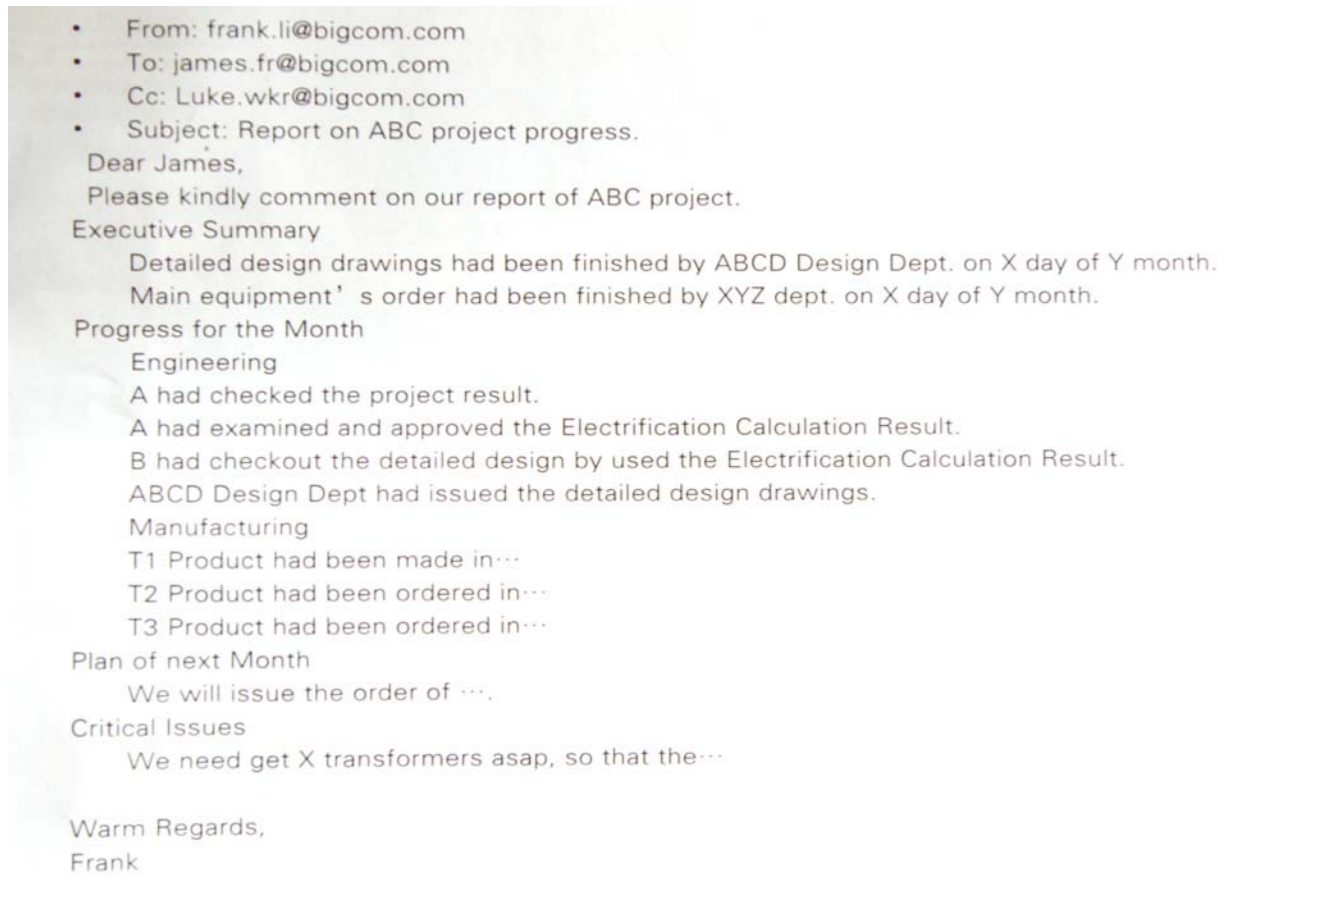 • From: frank.li@bigcom.com
• To: james.fr@bigcom.com
• Cc: Luke.wkr@bigcom.com
• Subject: Report on ABC project progress.
Dear James,
Please kindly comment on our report of ABC project.
Executive Summary
Detailed design drawings had been finished by ABCD Design Dept. on X day of Y month.
Main equipment’ s order had been finished by XYZ dept. on X day of Y month.
Progress for the Month
Engineering
A had checked the project result.
A had examined and approved the Electrification Calculation Result.
B had checkout the detailed design by used the Electrification Calculation Result.
ABCD Design Dept had issued the detailed design drawings.
Manufacturing
T1 Product had been made in···
T2 Product had been ordered in···
T3 Product had been ordered in···
Plan of next Month
We will issue the order of ···.
Critical Issues
We need get X transformers asap, so that the···
Warm Regards,
Frank